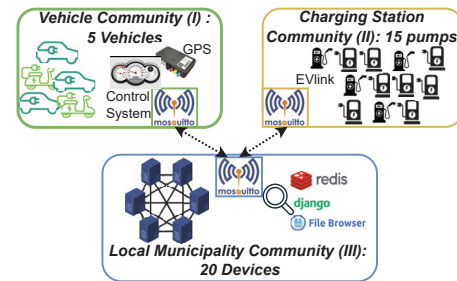 Vehicle Community (I) :
5 Vehicles
GPS
Control
System
mosquitto
Charging Station
Community (II): 15 pumps
EVlink
mosquitto
mosquitto
redis
django
File Browser
Local Municipality Community (III):
20 Devices